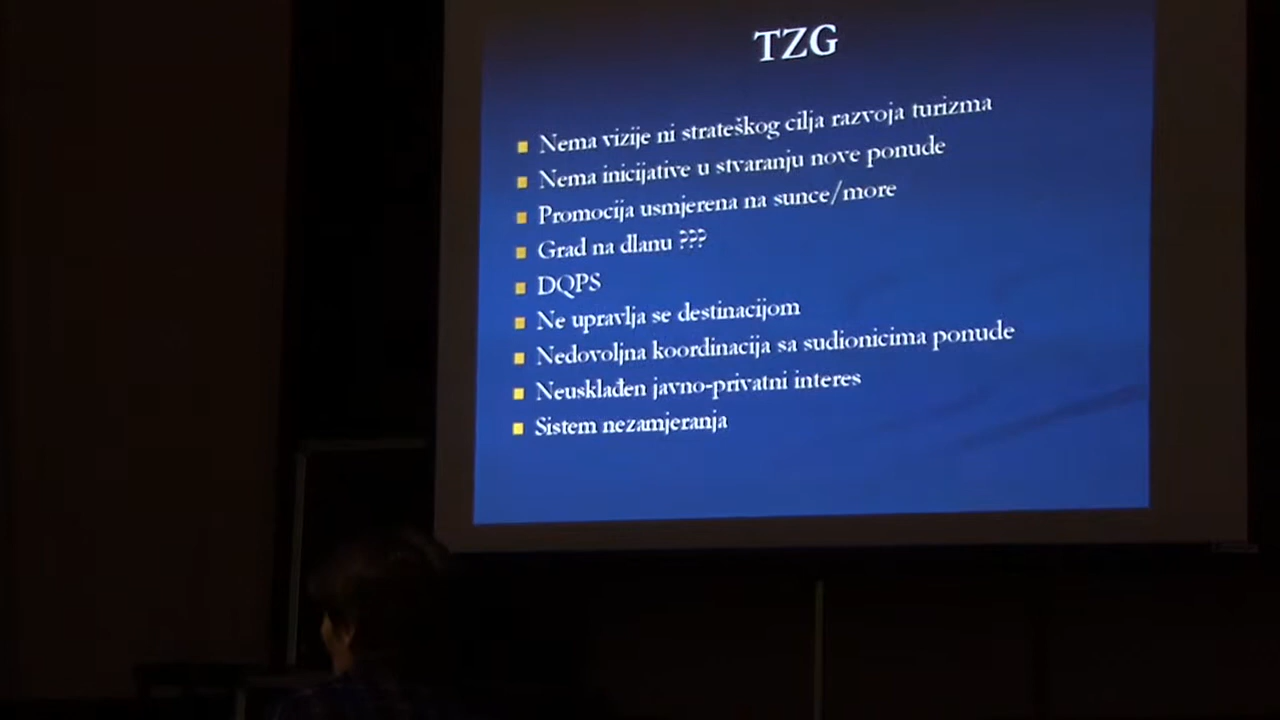 TZG
Nema vizije ni strateškog cilja razvoja turizma
Nema inicijative u stvaranju nove ponude
Promocija usmjerena na sunce/more
Grad na dlanu ???
DQPS
Ne upravlja se destinacijom
Nedovoljna koordinacija sa sudionicima ponude
Neusklađen javno-privatni interes
Sistem nezamjeranja